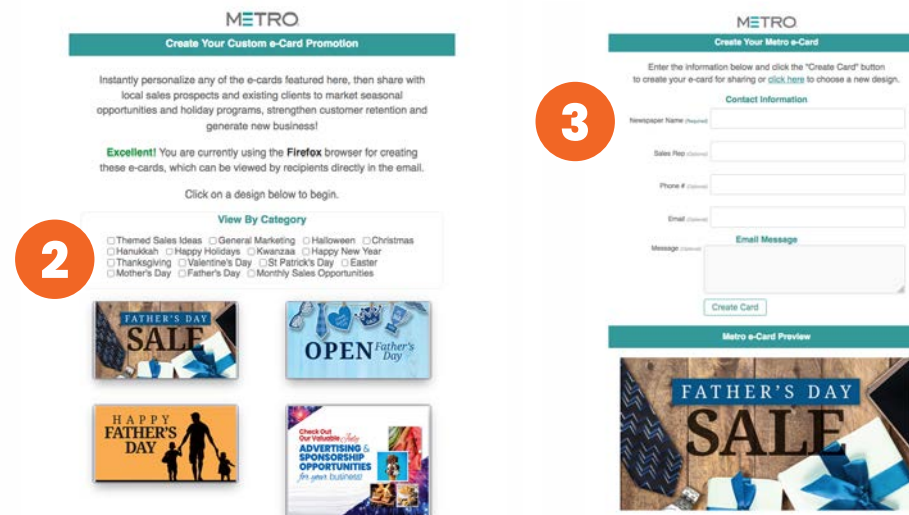 METRO
Create Your Custom e-Card Promotion
Instantly personalize any of the e-cards featured here, then share with
local sales prospects and existing clients to market seasonal
opportunities and holiday programs, strengthen customer retention and
generate new business!
Excellent! You are currently using the Firefox browser for creating
these e-cards, which can be viewed by recipients directly in the email.
Click on a design below to begin.
2
View By Category
Themed Sales Ideas General Marketing Halloween Christmas
Hanukkah Happy Holidays Kwanzaa Happy New Year
Thanksgiving Valentine's Day St Patrick's Day Easter
Mother's Day Father's Day Monthly Sales Opportunities
FATHER'S DAY
SALE
OPEN Father's
Day
HAPPY
FATHER'S
DAY
Check Out
Our Valuable July
ADVERTISING &
SPONSORSHIP
OPPORTUNITIES
for your business!
METRO
Create Your Metro e-Card
Enter the information below and click the "Create Card" button
to create your e-card for sharing or click here to choose a new design.
3
Contact Information
Newspaper Name (Required)
Sales Rep (Optional)
Phone # (Optional)
Email (Optional)
Email Message
Message (Optional)
Create Card
Metro e-Card Preview
FATHER'S DAY
SALE